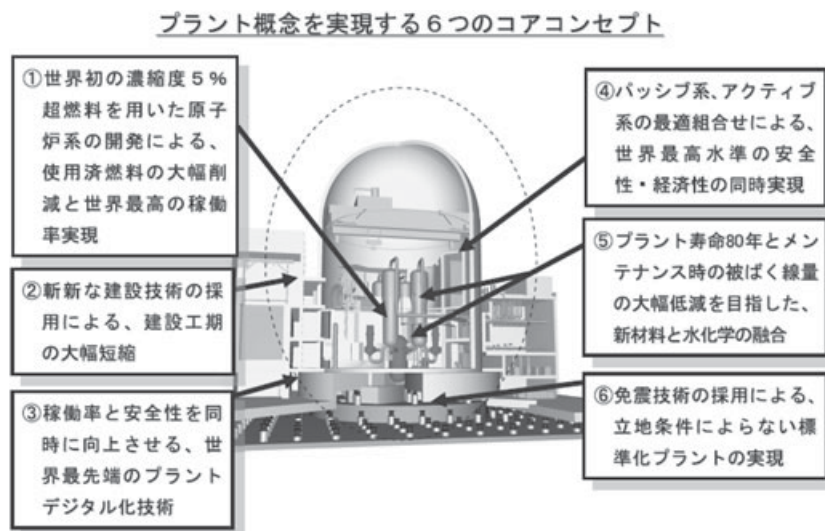 プラント概念を実現する６つのコアコンセプト
①世界初の濃縮度５％
超燃料を用いた原子
炉系の開発による、
使用済燃料の大幅削
減と世界最高の稼働
率実現
②斬新な建設技術の採
用による、建設工期
の大幅短縮
③稼働率と安全性を同
時に向上させる、世
界最先端のプラント
デジタル化技術
④パッシブ系、アクティブ
系の最適組合せによる、
世界最高水準の安全
性・経済性の同時実現
⑤プラント寿命80年とメン
テナンス時の被ばく線量
の大幅低減を目指した、
新材料と水化学の融合
⑥免震技術の採用による、
立地条件によらない標
準化プラントの実現